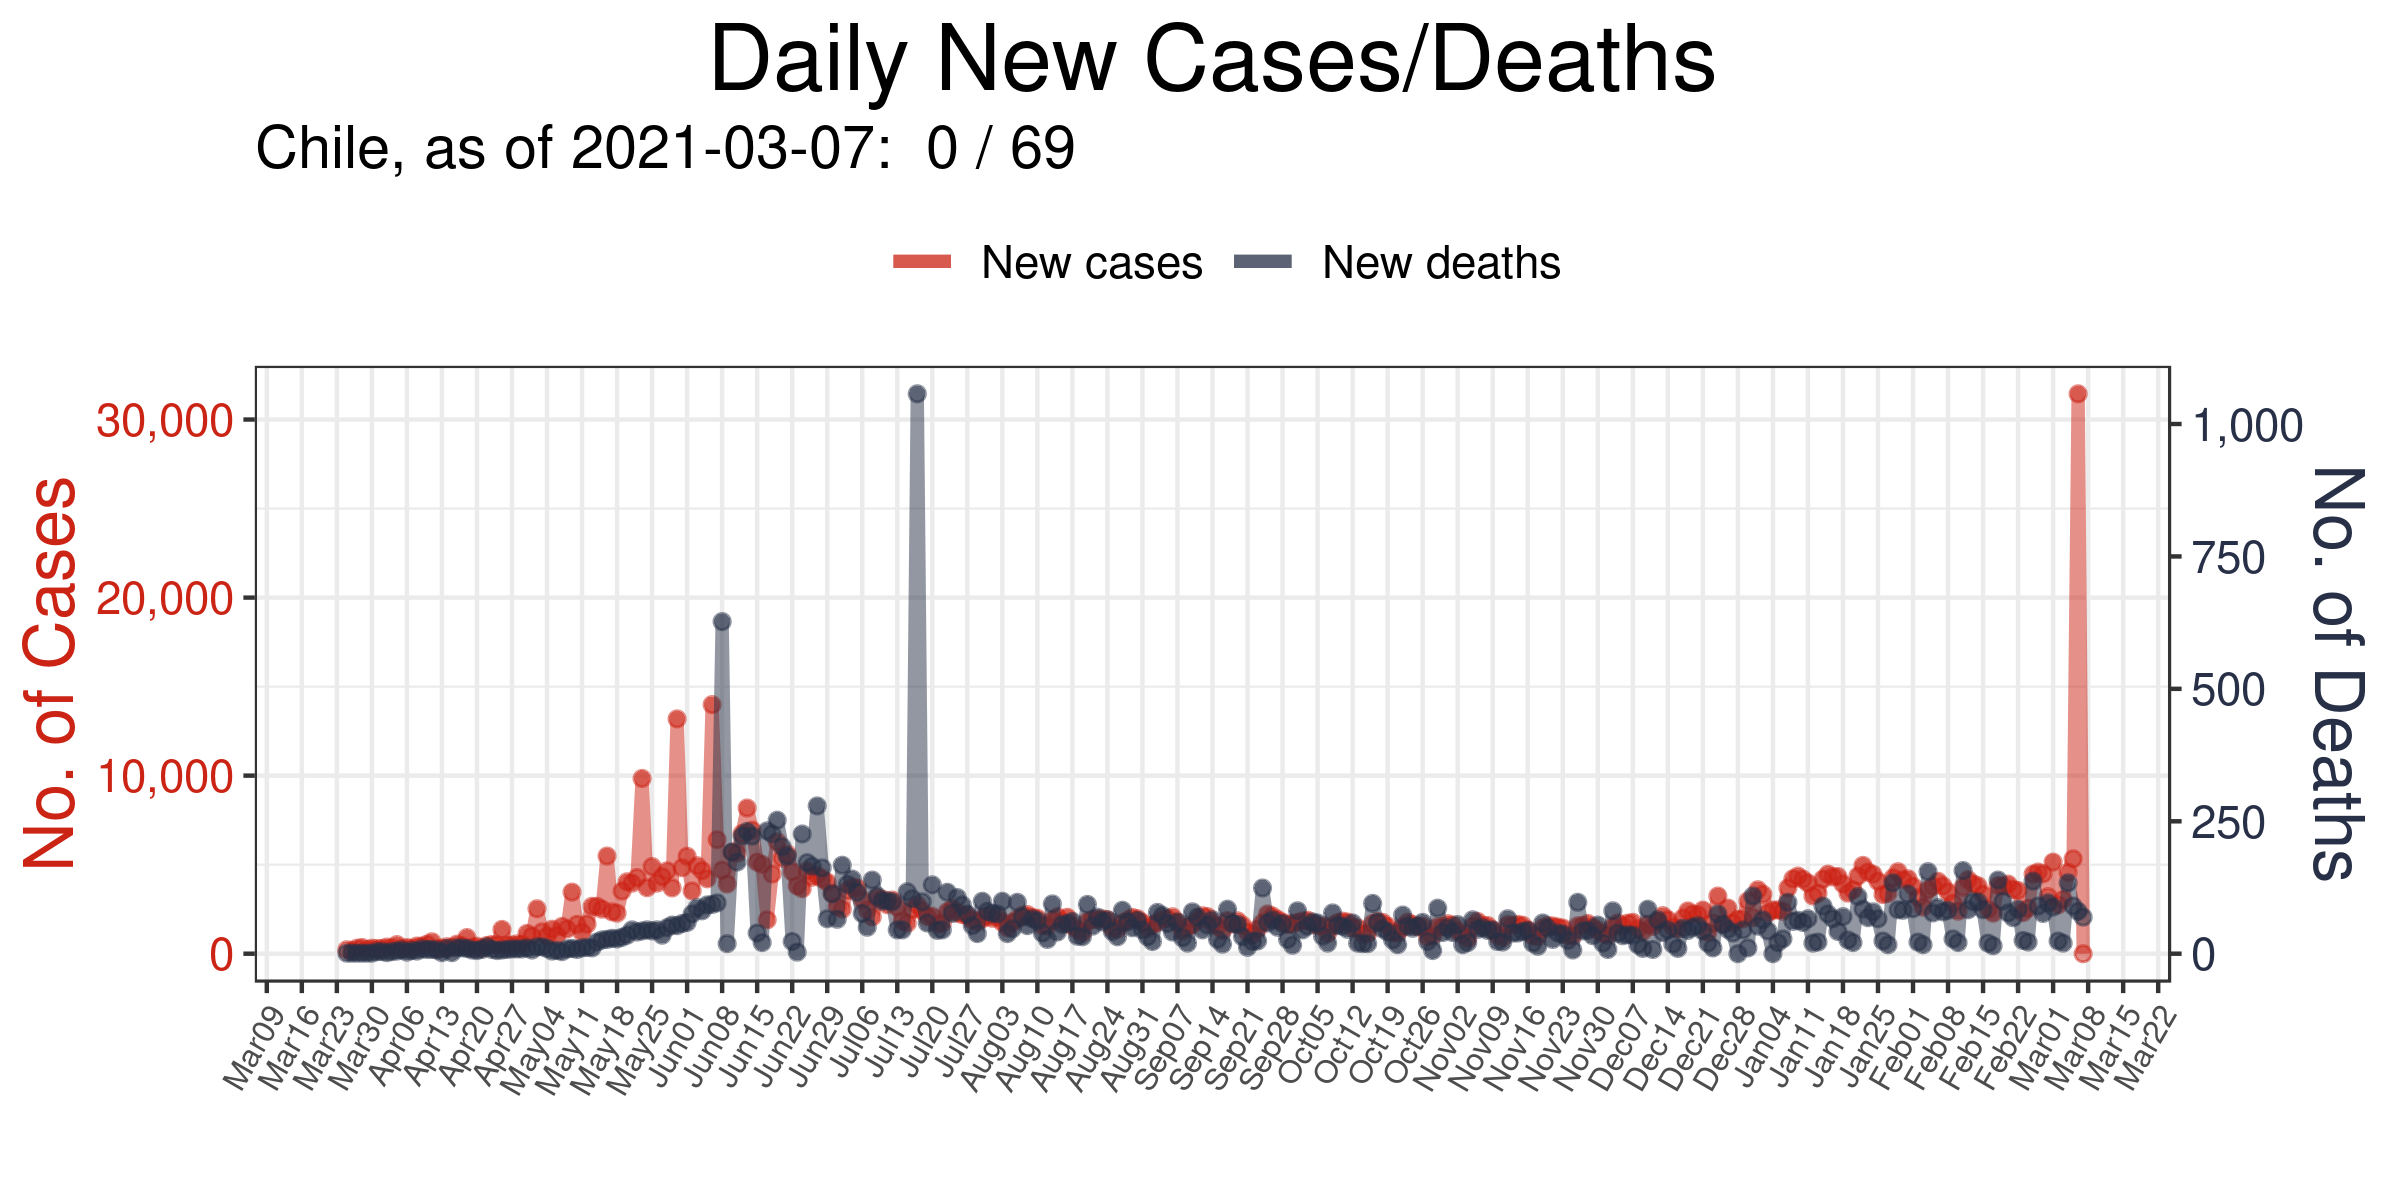 Daily New Cases/Deaths
Chile, as of 2021-03-07: 0 / 69
New cases
New deaths
No. of Cases
30,000
20,000
10,000
0
1,000
750
500
250
0
No. of Deaths
Mar09
Mar16
Mar23
Mar30
Apr06
Apr13
Apr20
Apr27
May04
May11
May18
May25
Jun01
Jun08
Jun15
Jun22
Jun29
Jul06
Jul13
Jul20
Jul27
Aug03
Aug10
Aug17
Aug24
Aug31
Sep07
Sep14
Sep21
Sep28
Oct05
Oct12
Oct19
Oct26
Nov02
Nov09
Nov16
Nov23
Nov30
Dec07
Dec14
Dec21
Dec28
Jan04
Jan11
Jan18
Jan25
Feb01
Feb08
Feb15
Feb22
Mar01
Mar08
Mar15
Mar22